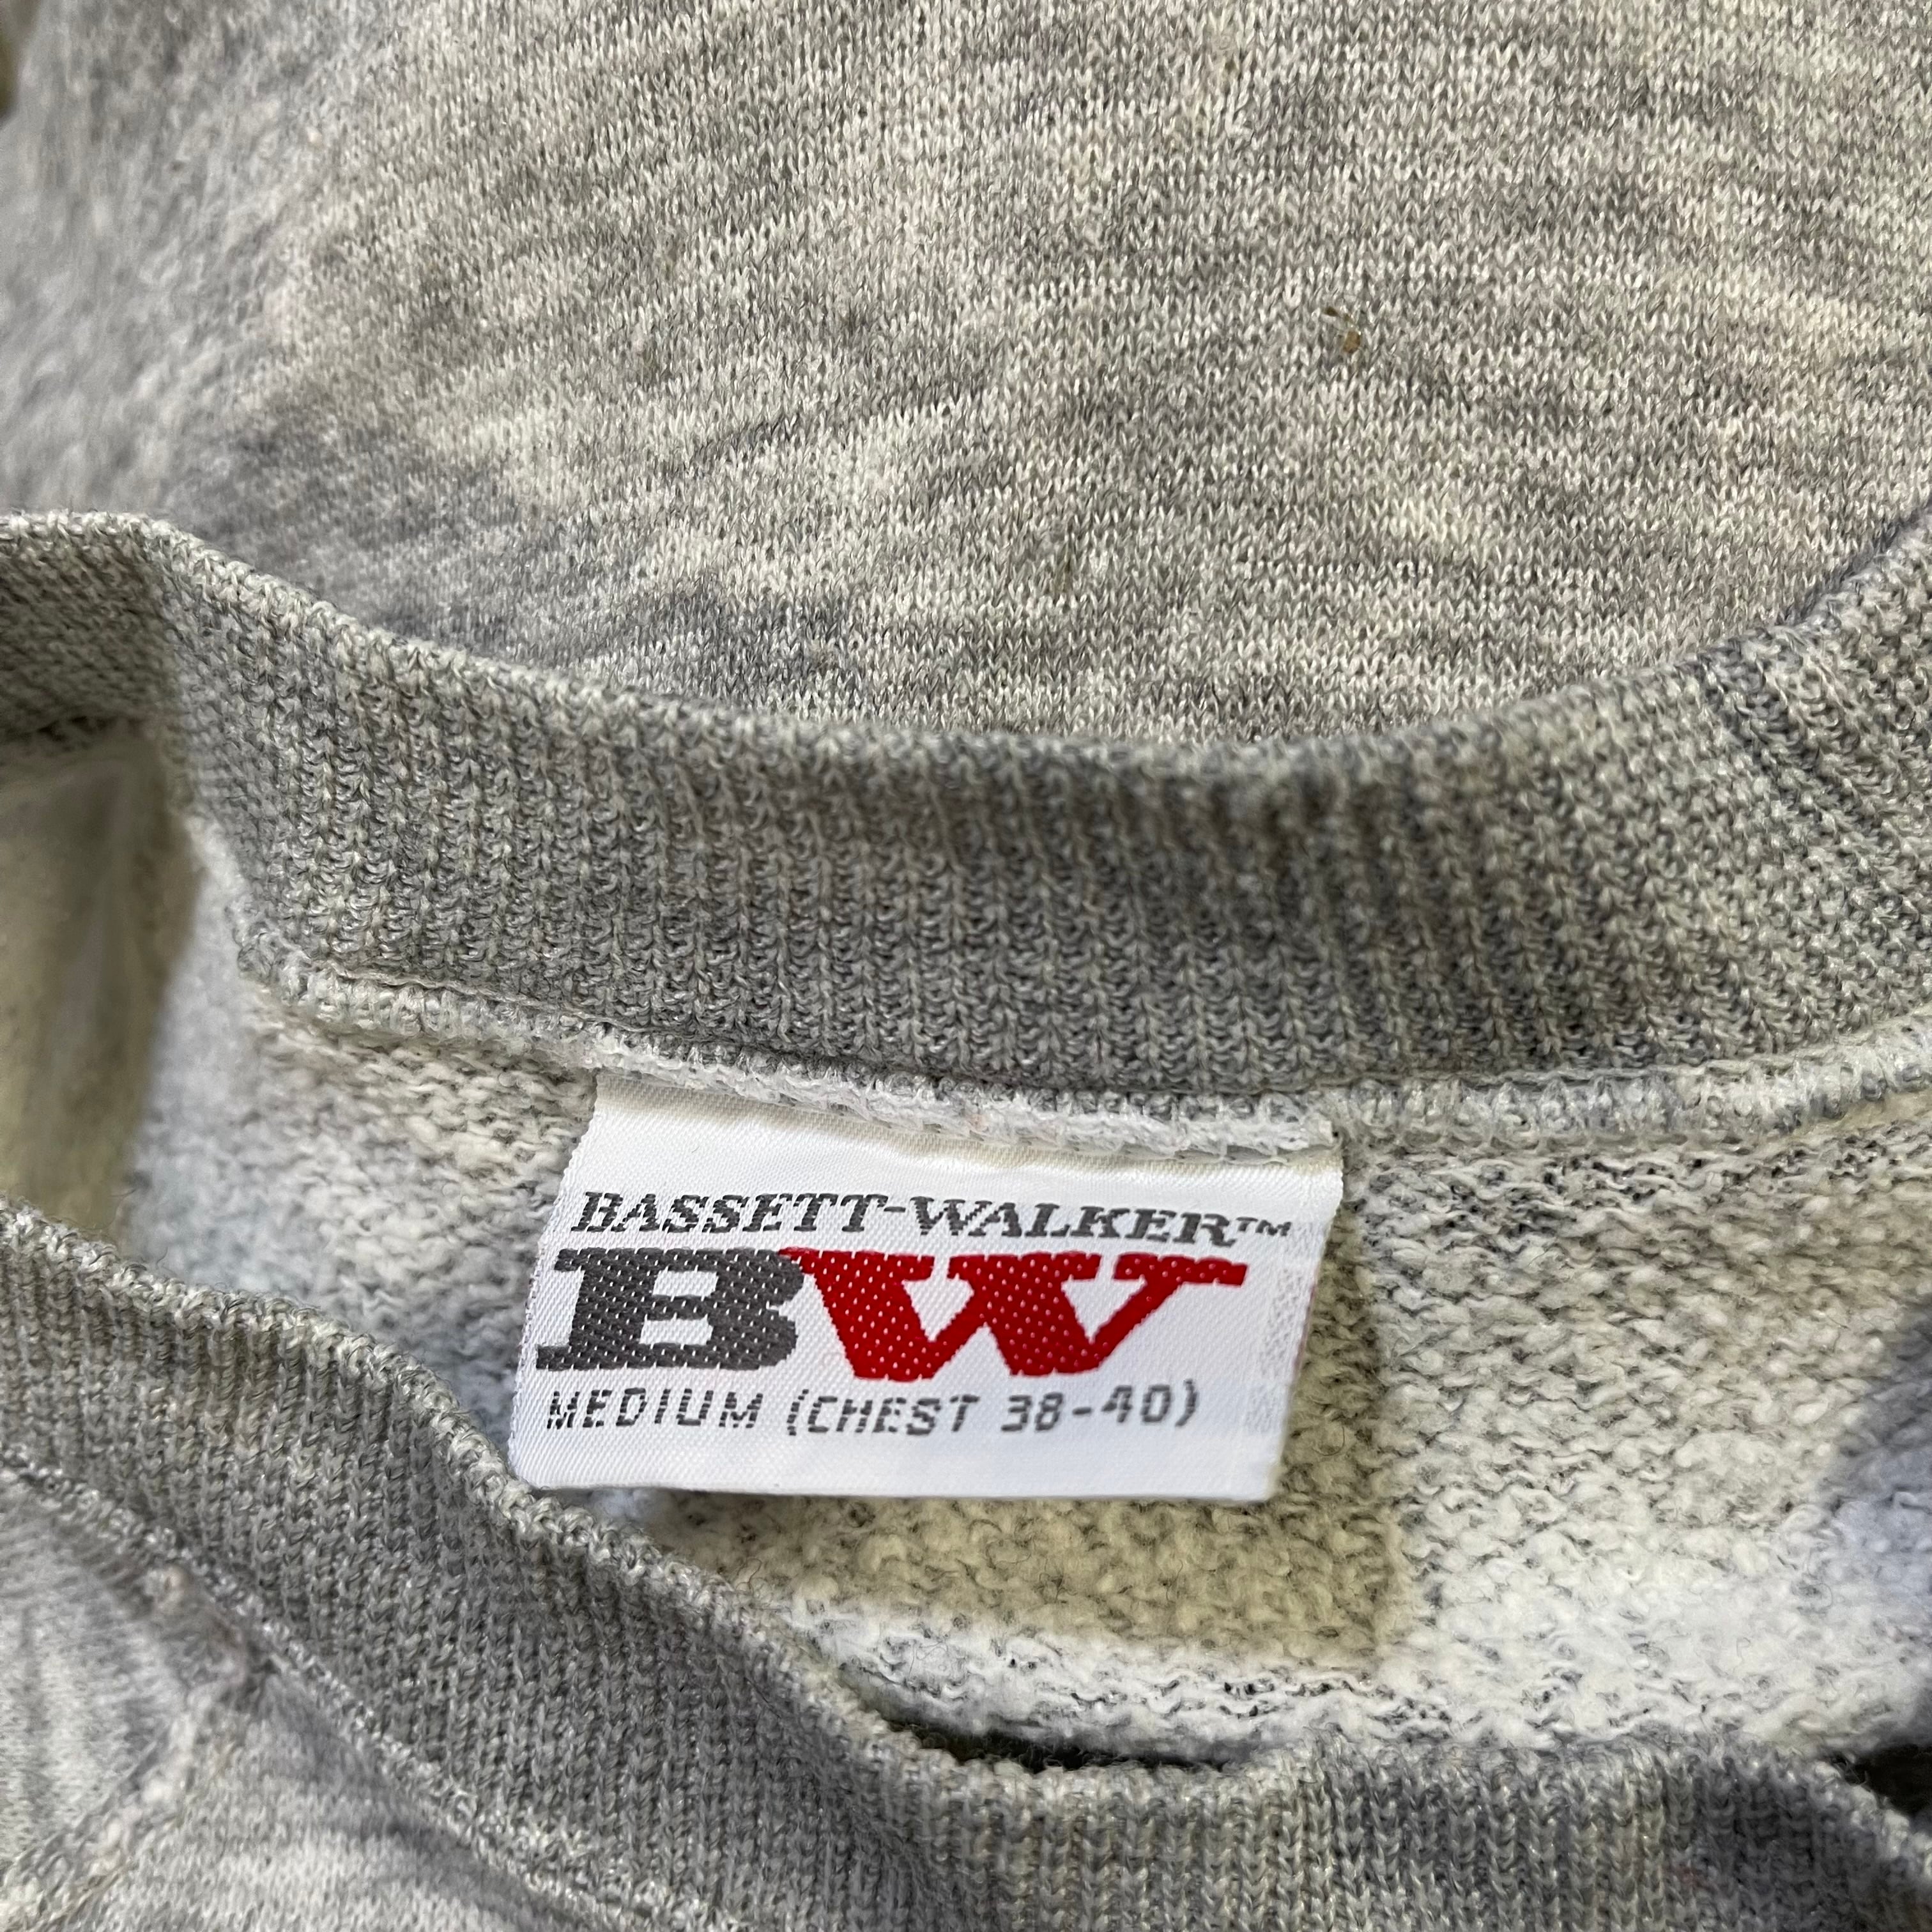 BASSETT-WALKER™
BW
MEDIUM (CHEST 38-40)